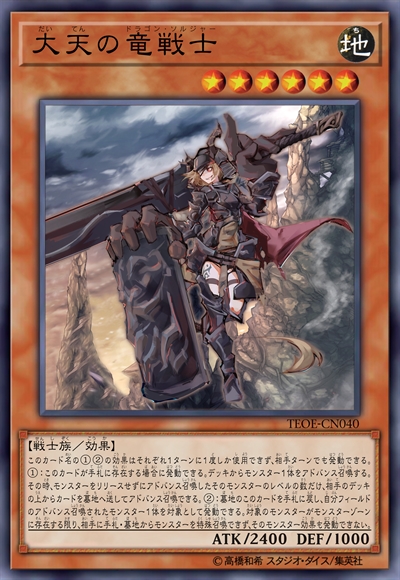 だいてん ドラゴン・ソルジャー
大天の竜戦士
ち
地
TEOE-CN040
せんしぞく こうか
【戦士族／効果】
このカード名の①②の効果はそれぞれ1ターンに1度しか使用できず、相手ターンでも発動できる。
①：このカードが手札に存在する場合に発動できる。デッキからモンスター1体をアドバンス召喚する。
その時、モンスターをリリースせずにアドバンス召喚したそのモンスターのレベルの数だけ、相手のデッキ
の上からカードを墓地へ送してアドバンス召喚できる。②：墓地のこのカードを手札に戻し、自分フィールド
のアドバンス召喚されたモンスター1体を対象として発動できる。対象のモンスターがモンスターゾーン
に存在する限り、相手に手札・墓地からモンスターを特殊召喚できず、そのモンスター効果を発動できない。
ATK/2400 DEF/1000
©高橋和希 スタジオ・ダイス/集英社